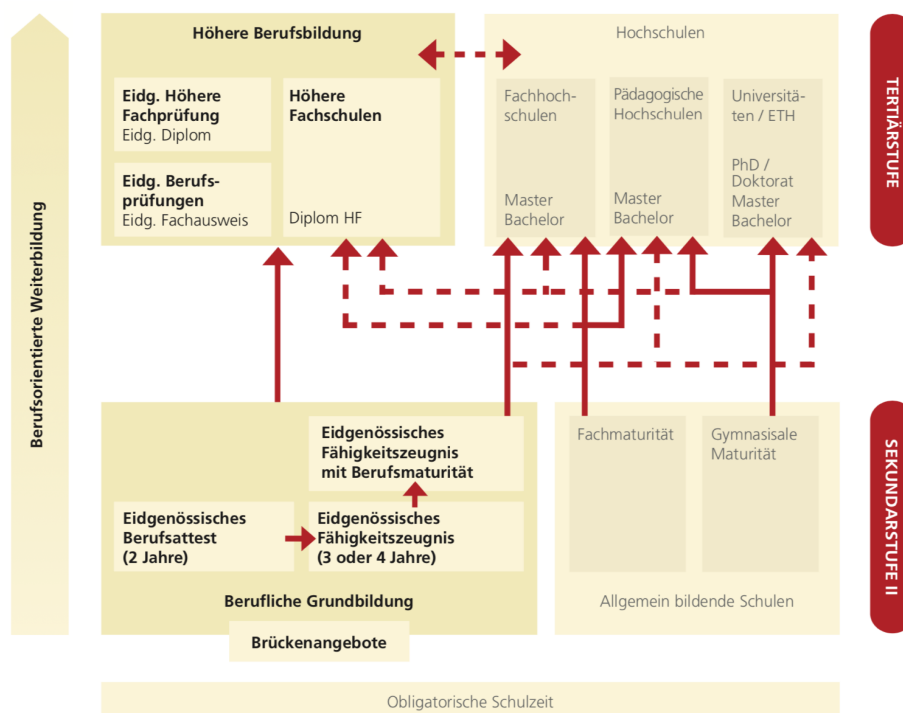 Höhere Berufsbildung
Hochschulen
Eidg. Höhere
Fachprüfung
Eidg. Diplom
Höhere
Fachschulen
Eidg. Berufs-
prüfungen
Eidg. Fachausweis
Diplom HF
Fachhoch-
schulen
Master
Bachelor
Pädagogische
Hochschulen
Master
Bachelor
Universitä-
ten / ETH
PhD /
Doktorat
Master
Bachelor
TERTIÄRSTUFE
Berufsorientierte Weiterbildung
Eidgenössisches
Fähigkeitszeugnis
mit Berufsmaturität
Eidgenössisches
Berufsattest
(2 Jahre)
Eidgenössisches
Fähigkeitszeugnis
(3 oder 4 Jahre)
Berufliche Grundbildung
Brückenangebote
Fachmaturität
Gymnasisale
Maturität
Allgemein bildende Schulen
SEKUNDARSTUFE II
Obligatorische Schulzeit